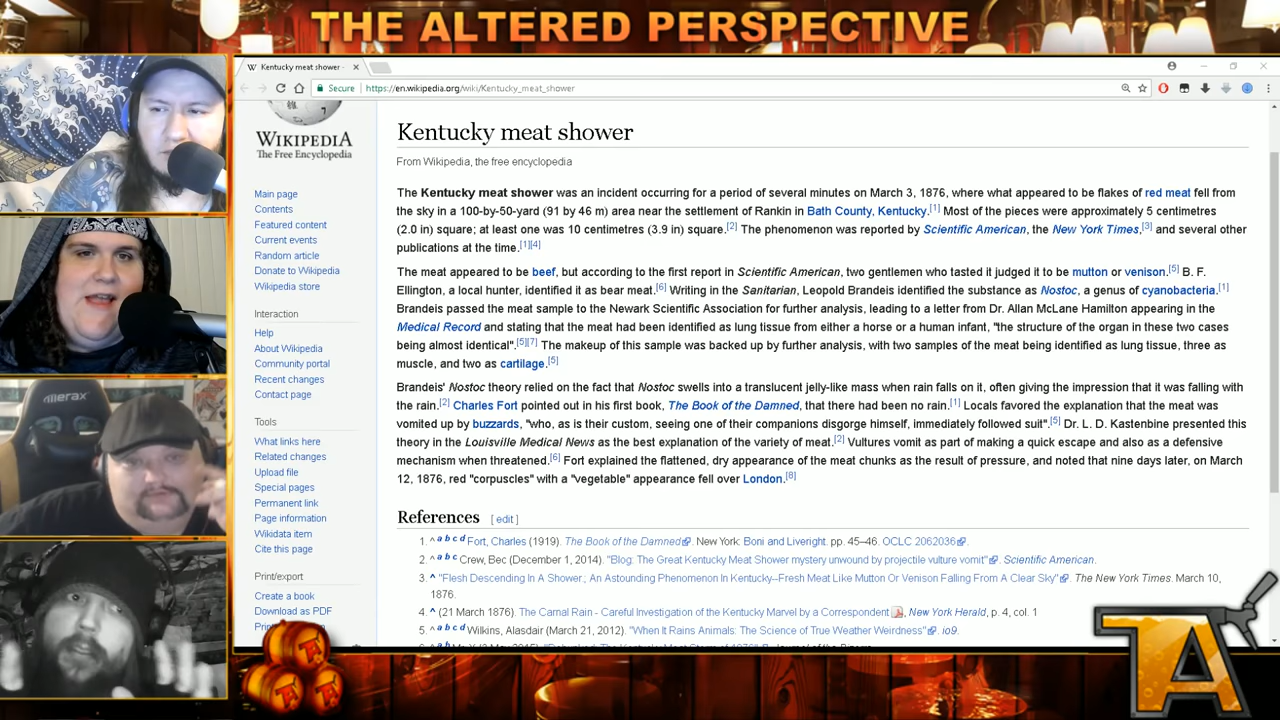 THE ALTERED PERSPECTIVE
Kentucky meat shower
Secure https://en.wikipedia.org/wiki/Kentucky_meat_shower
WIKIPEDIA
The Free Encyclopedia
Main page
Contents
Featured content
Current events
Random article
Donate to Wikipedia
Wikipedia store
Interaction
Help
About Wikipedia
Community portal
Recent changes
Contact page
Tools
What links here
Related changes
Upload file
Special pages
Permanent link
Page information
Wikidata item
Cite this page
Print/export
Create a book
Download as PDF
Kentucky meat shower
From Wikipedia, the free encyclopedia
The Kentucky meat shower was an incident occurring for a period of several minutes on March 3, 1876, where what appeared to be flakes of red meat fell from
the sky in a 100-by-50-yard (91 by 46 m) area near the settlement of Rankin in Bath County, Kentucky.[1] Most of the pieces were approximately 5 centimetres
(2.0 in) square; at least one was 10 centimetres (3.9 in) square.[2] The phenomenon was reported by Scientific American, the New York Times,[3] and several other
publications at the time.[1][4]
The meat appeared to be beef, but according to the first report in Scientific American, two gentlemen who tasted it judged it to be mutton or venison.[5] B. F.
Ellington, a local hunter, identified it as bear meat.[6] Writing in the Sanitarian, Leopold Brandeis identified the substance as Nostoc, a genus of cyanobacteria.[1]
Brandeis passed the meat sample to the Newark Scientific Association for further analysis, leading to a letter from Dr. Allan McLane Hamilton appearing in the
Medical Record and stating that the meat had been identified as lung tissue from either a horse or a human infant, "the structure of the organ in these two cases
being almost identical".[5][7] The makeup of this sample was backed up by further analysis, with two samples of the meat being identified as lung tissue, three as
muscle, and two as cartilage.[5]
Brandeis' Nostoc theory relied on the fact that Nostoc swells into a translucent jelly-like mass when rain falls on it, often giving the impression that it was falling with
the rain.[2] Charles Fort pointed out in his first book, The Book of the Damned, that there had been no rain.[1] Locals favored the explanation that the meat was
vomited up by buzzards, "who, as is their custom, seeing one of their companions disgorge himself, immediately followed suit".[5] Dr. L. D. Kastenbine presented this
theory in the Louisville Medical News as the best explanation of the variety of meat.[2] Vultures vomit as part of making a quick escape and also as a defensive
mechanism when threatened.[6] Fort explained the flattened, dry appearance of the meat chunks as the result of pressure, and noted that nine days later, on March
12, 1876, red "corpuscles" with a "vegetable" appearance fell over London.[8]
References [ edit ]
1. ^ a b c d Fort, Charles (1919). The Book of the Damned. New York: Boni and Liveright. pp. 45–46. OCLC 2062036.
2. ^ a b c Crew, Bec (December 1, 2014). "Blog: The Great Kentucky Meat Shower mystery unwound by projectile vulture vomit". Scientific American.
3. ^ "Flesh Descending In A Shower.; An Astounding Phenomenon In Kentucky--Fresh Meat Like Mutton Or Venison Falling From A Clear Sky". The New York Times. March 10,
1876.
4. ^ (21 March 1876). The Carnal Rain - Careful Investigation of the Kentucky Marvel by a Correspondent, New York Herald, p. 4, col. 1
5. ^ a b c d Wilkins, Alasdair (March 21, 2012). "When It Rains Animals: The Science of True Weather Weirdness". io9.
TA